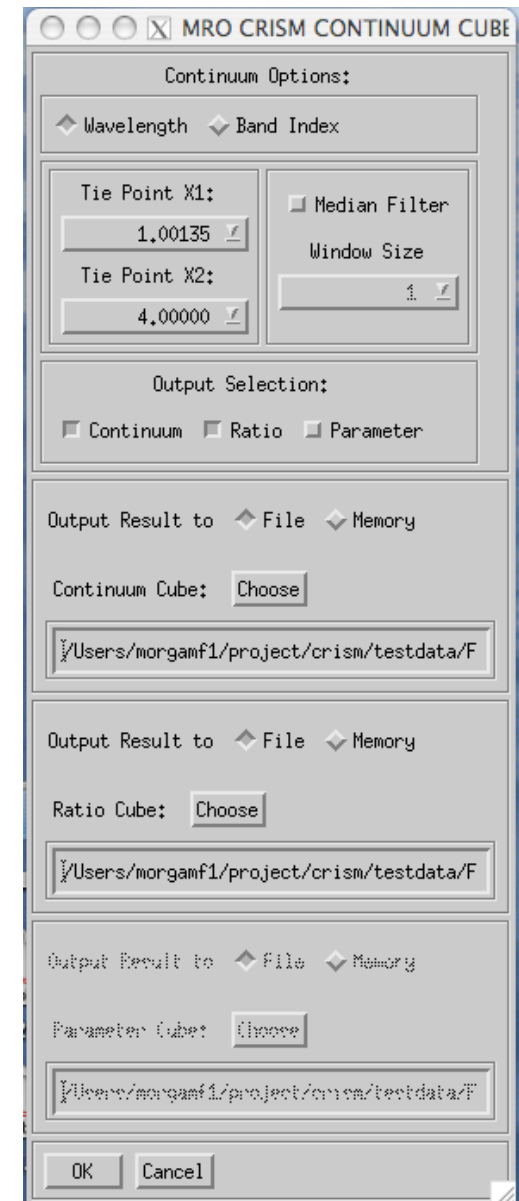 MRO CRISM CONTINUUM CUBE
Continuum Options:
Wavelength Band Index
Tie Point X1:
1.00135
Tie Point X2:
4.00000
Median Filter
Window Size
1
Output Selection:
Continuum Ratio Parameter
Output Result to File Memory
Continuum Cube: Choose
/Users/morgamf1/project/crism/testdata/F
Output Result to File Memory
Ratio Cube: Choose
/Users/morgamf1/project/crism/testdata/F
Output Result to File Memory
Parameter Cube: Choose
/Users/morgamf1/project/crism/testdata/F
OK Cancel